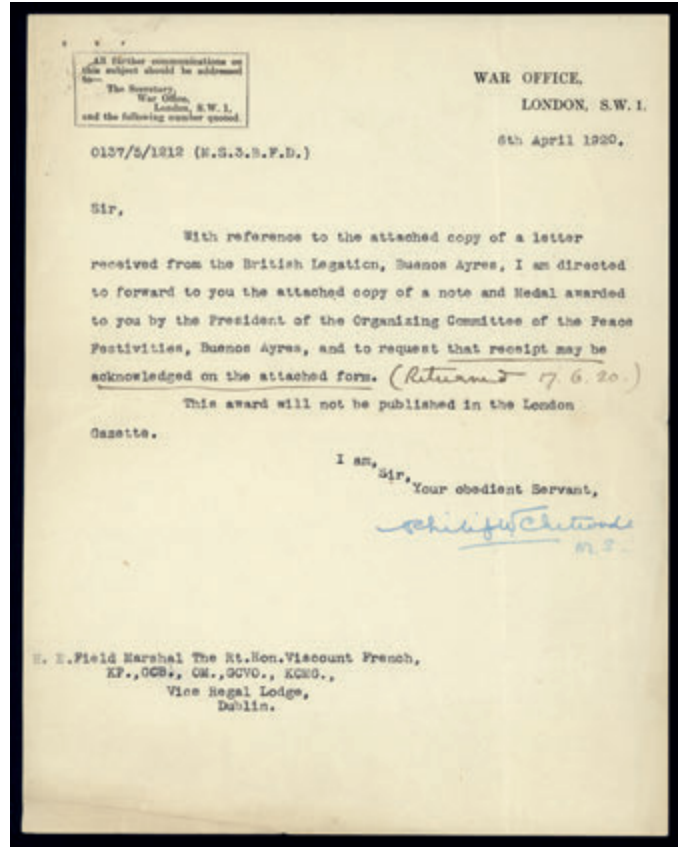 All further communications on
this subject should be addressed
to—
The Secretary,
War Office,
London, S.W. 1.
and the following number quoted.
WAR OFFICE,
LONDON, S.W. 1.
6th April 1920.
0137/5/1212 (M.S.3.B.F.D.)
Sir,
With reference to the attached copy of a letter
received from the British Legation, Buenos Ayres, I am directed
to forward to you the attached copy of a note and Medal awarded
to you by the President of the Organizing Committee of the Peace
Festivities, Buenos Ayres, and to request that receipt may be
acknowledged on the attached form. (Returned 17.6.20.)
This award will not be published in the London
Gazette.
I am,
Sir,
Your obedient Servant,
Philip W Chetwode
M.S.
H. E. Field Marshal The Rt.Hon.Viscount French,
KP.,GCB., OM.,GCVO., KCMG.,
Vice Regal Lodge,
Dublin.